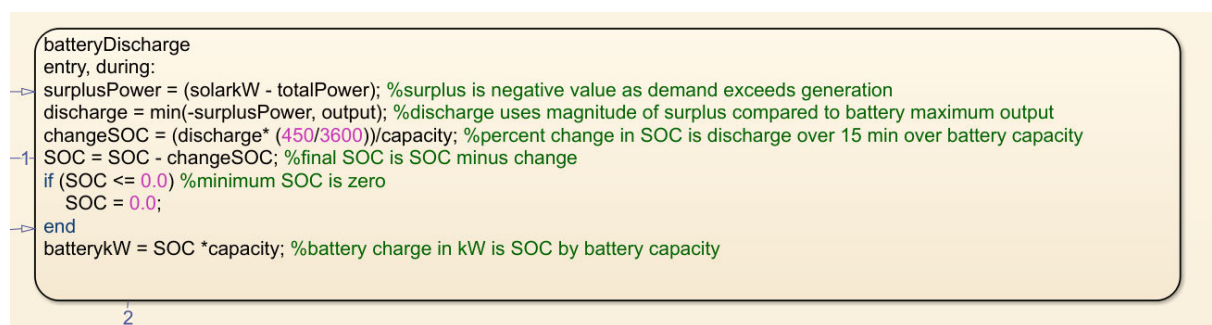 batteryDischarge
entry, during:
surplusPower = (solarkW - totalPower); %surplus is negative value as demand exceeds generation
discharge = min(-surplusPower, output); %discharge uses magnitude of surplus compared to battery maximum output
changeSOC = (discharge* (450/3600))/capacity; %percent change in SOC is discharge over 15 min over battery capacity
1
SOC = SOC - changeSOC; %final SOC is SOC minus change
if (SOC <= 0.0) %minimum SOC is zero
SOC = 0.0;
end
batterykW = SOC *capacity; %battery charge in kW is SOC by battery capacity
2